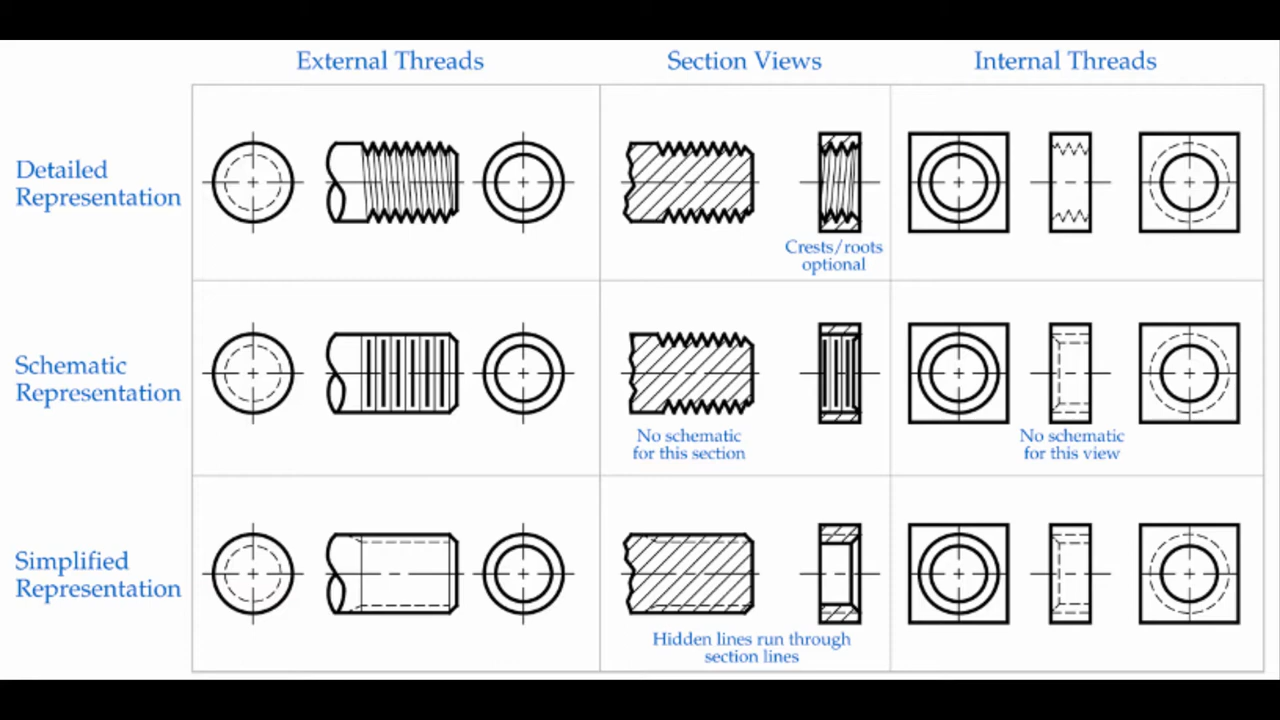 External Threads
Section Views
Internal Threads
Detailed
Representation
Crests/roots
optional
Schematic
Representation
No schematic
for this section
No schematic
for this view
Simplified
Representation
Hidden lines run through
section lines